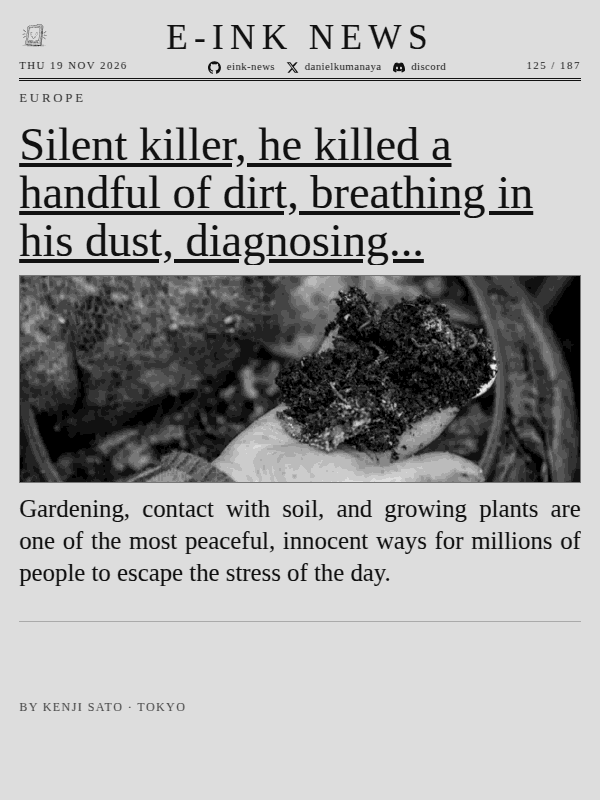 E-INK NEWS
THU 19 NOV 2026
eink-news danielkumanaya discord
125 / 187
EUROPE
Silent killer, he killed a
handful of dirt, breathing in
his dust, diagnosing...
Gardening, contact with soil, and growing plants are
one of the most peaceful, innocent ways for millions of
people to escape the stress of the day.
BY KENJI SATO · TOKYO